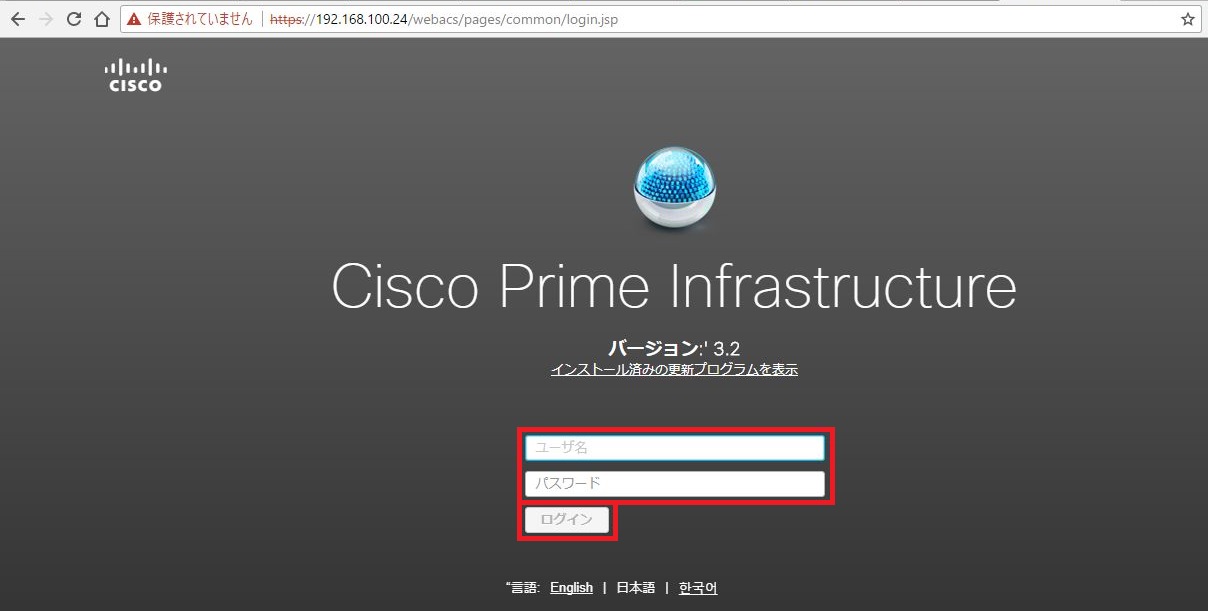 保護されていません https://192.168.100.24/webacs/pages/common/login.jsp
CISCO
Cisco Prime Infrastructure
バージョン:' 3.2
インストール済みの更新プログラムを表示
ユーザ名
パスワード
ログイン
"言語: English | 日本語 | 한국어